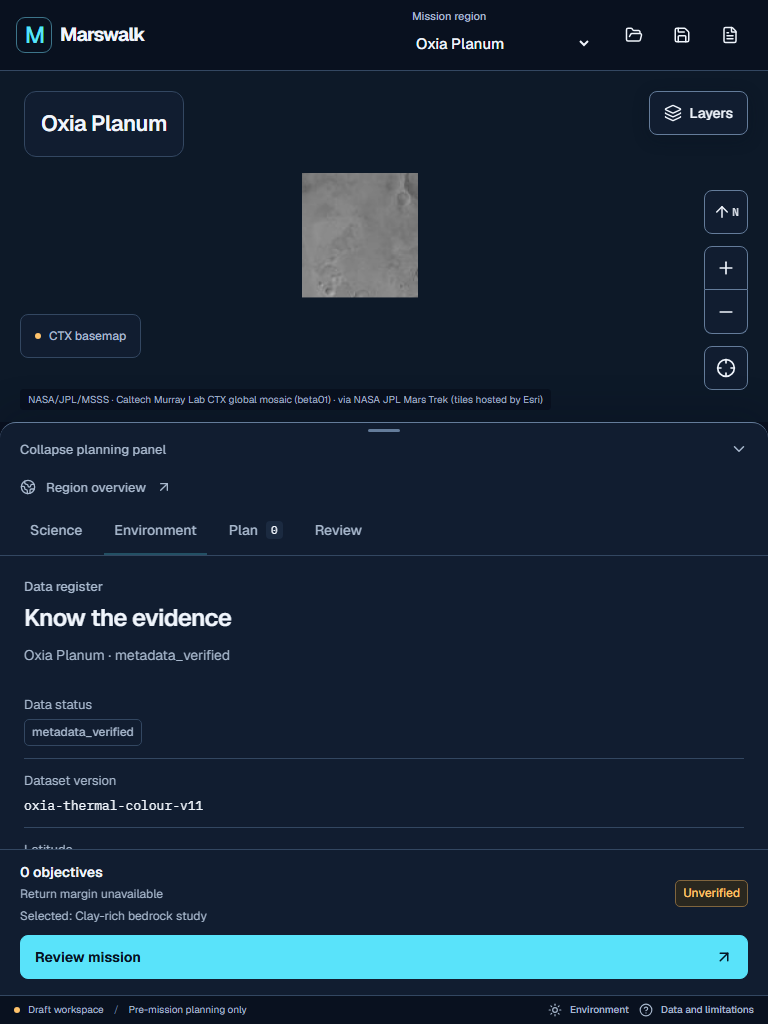 M Marswalk
Mission region
Oxia Planum
Oxia Planum
Layers
N
CTX basemap
NASA/JPL/MSSS · Caltech Murray Lab CTX global mosaic (beta01) · via NASA JPL Mars Trek (tiles hosted by Esri)
Collapse planning panel
Region overview
Science Environment Plan 0 Review
Data register
Know the evidence
Oxia Planum · metadata_verified
Data status
metadata_verified
Dataset version
oxia-thermal-colour-v11
Latitude
0 objectives
Return margin unavailable
Selected: Clay-rich bedrock study
Unverified
Review mission
Draft workspace / Pre-mission planning only
Environment Data and limitations